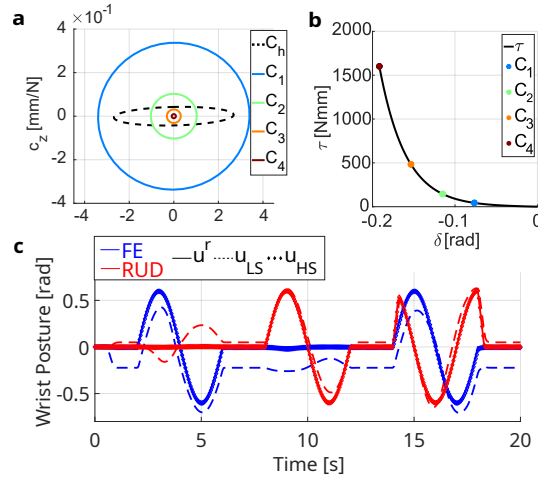 a
4 ×10⁻¹
2
0
-2
-4
c_z [mm/N]
-4 -2 0 2 4
C_h
C_1
C_2
C_3
C_4
b
2000
1500
1000
500
0
τ [Nmm]
-0.2 -0.1 0
δ[rad]
τ
C_1
C_2
C_3
C_4
c
FE
RUD
u^r u_LS u_HS
0.5
0
-0.5
Wrist Posture [rad]
0 5 10 15 20
Time [s]